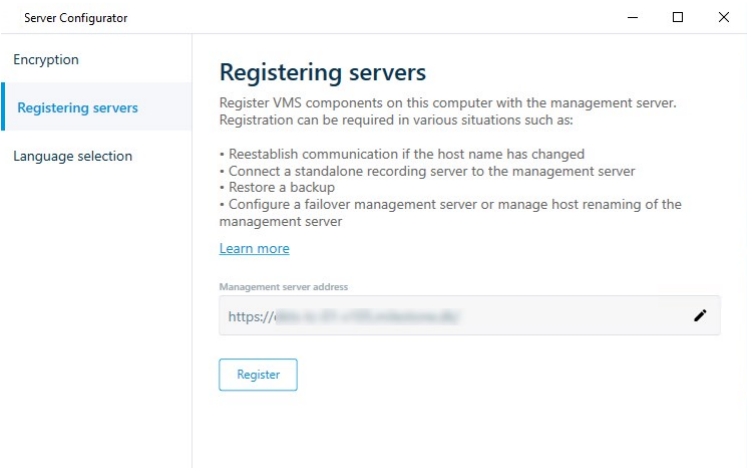 Server Configurator
Encryption
Registering servers
Language selection
Registering servers
Register VMS components on this computer with the management server.
Registration can be required in various situations such as:
• Reestablish communication if the host name has changed
• Connect a standalone recording server to the management server
• Restore a backup
• Configure a failover management server or manage host renaming of the
management server
Learn more
Management server address
https://
Register